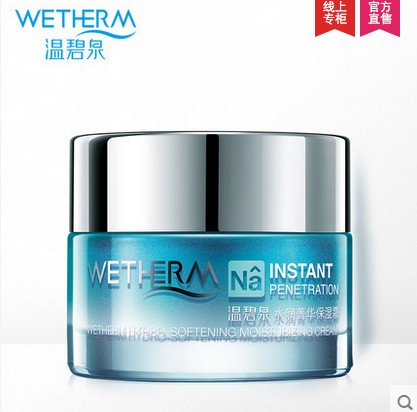 WETHERM
温碧泉
线上
专柜
官方
直售
WETHERM
Nâ
INSTANT
PENETRATION
温碧泉 水润菁华保湿霜
WETHERM HYDRO-SOFTENING MOISTURIZING CREAM